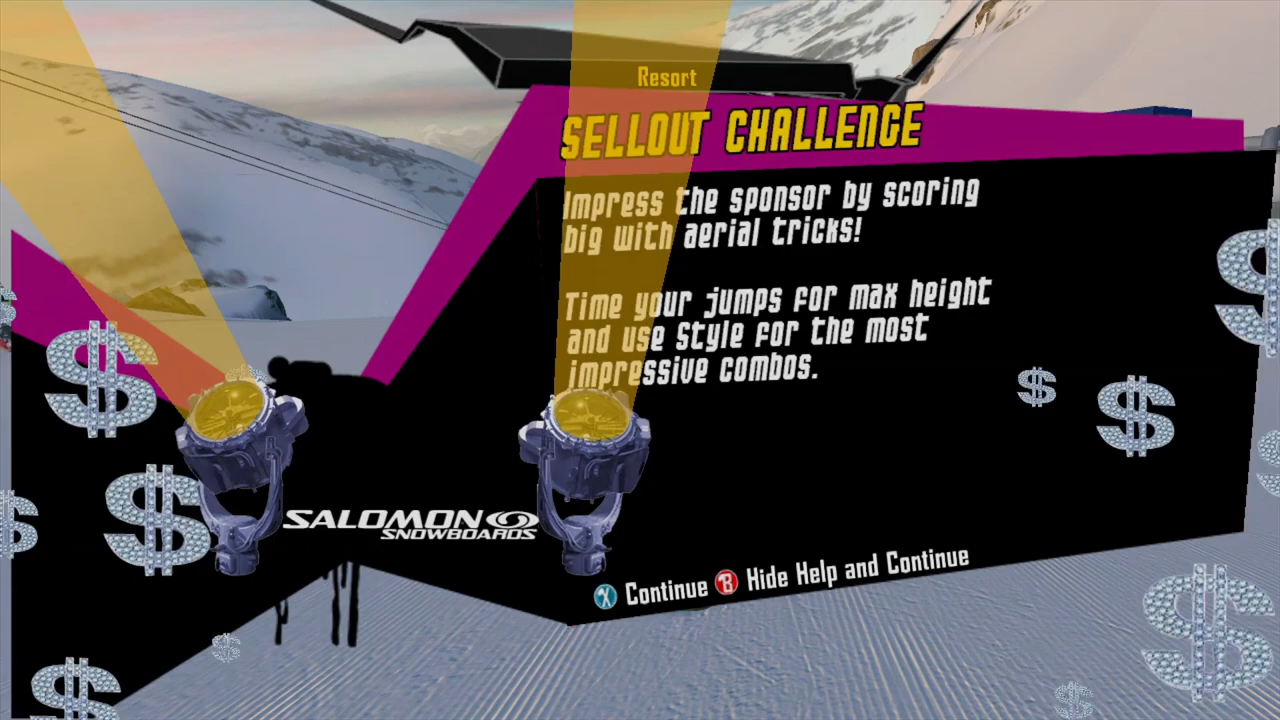 Resort
SELLOUT CHALLENGE
Impress the sponsor by scoring
big with aerial tricks!
Time your jumps for max height
and use Style for the most
impressive combos.
SALOMON
SNOWBOARDS
X Continue B Hide Help and Continue